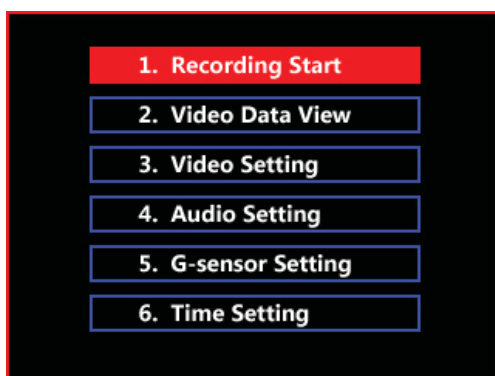 1. Recording Start
2. Video Data View
3. Video Setting
4. Audio Setting
5. G-sensor Setting
6. Time Setting